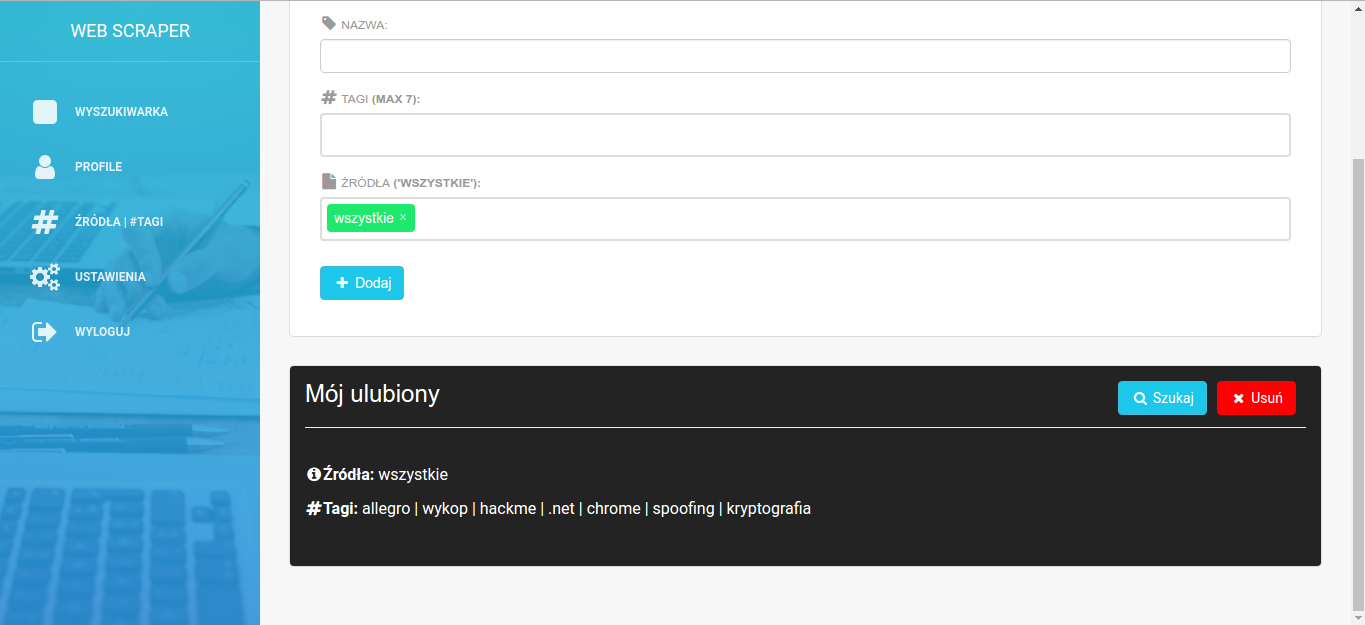 WEB SCRAPER
WYSZUKIWARKA
PROFILE
ŹRÓDŁA | #TAGI
USTAWIENIA
WYLOGUJ
NAZWA:
TAGI (MAX 7):
ŹRÓDŁA ('WSZYSTKIE'):
wszystkie ×
Dodaj
Mój ulubiony
Szukaj
Usuń
Źródła: wszystkie
#Tagi: allegro | wykop | hackme | .net | chrome | spoofing | kryptografia